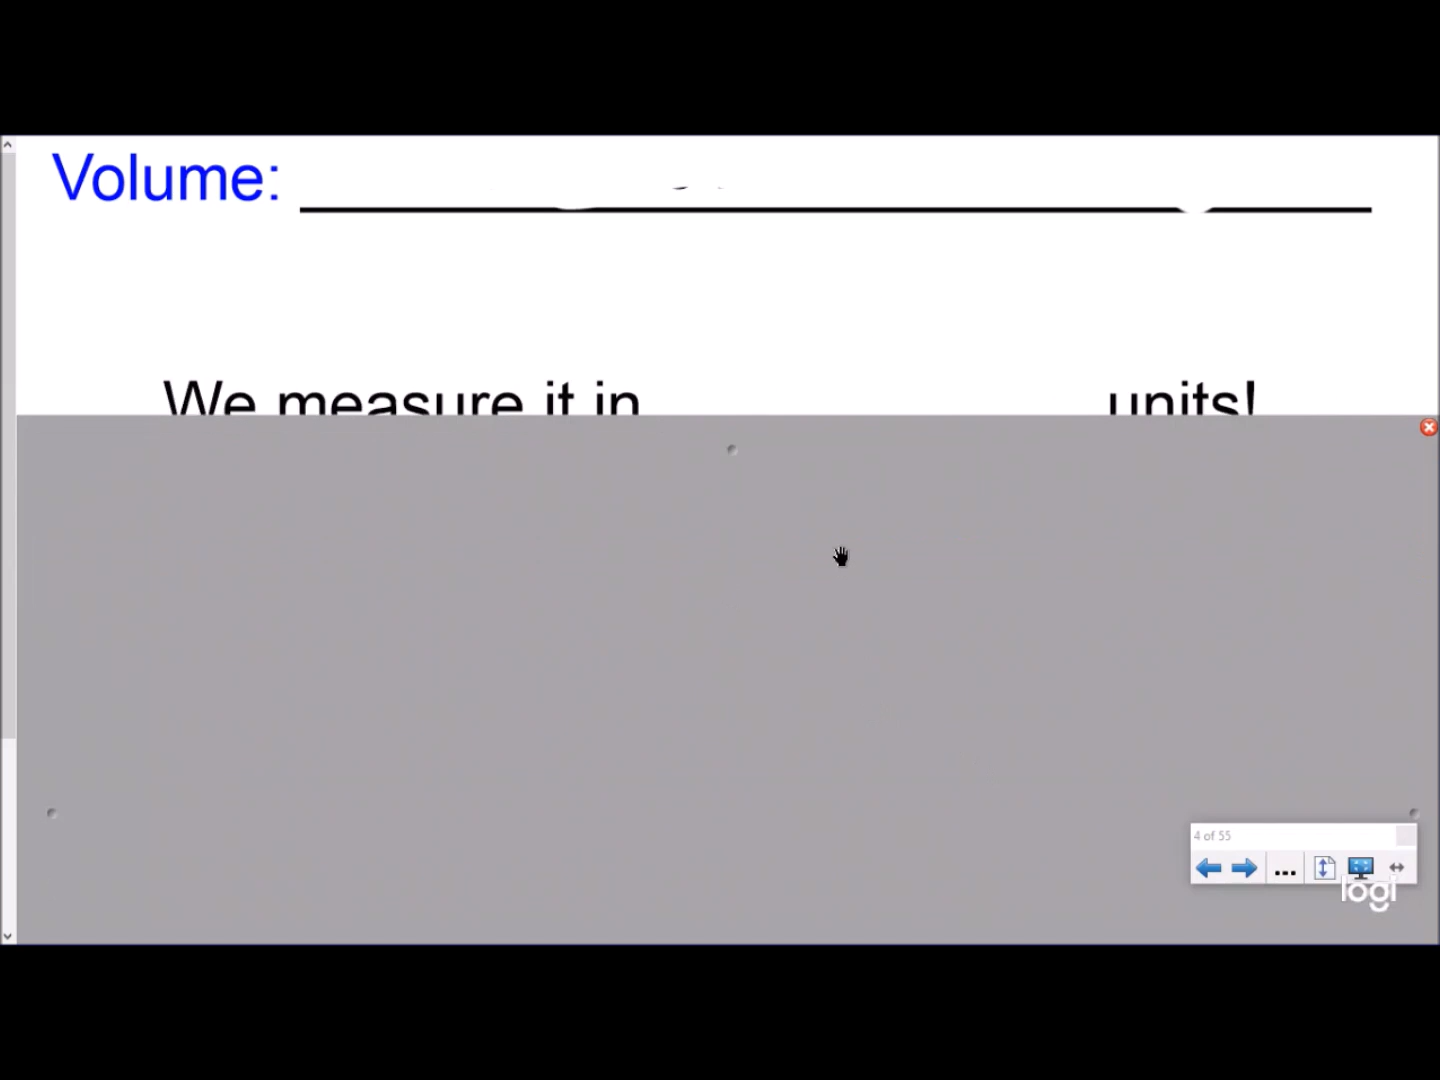 Volume:
We measure it in units!
4 of 55
...
logi